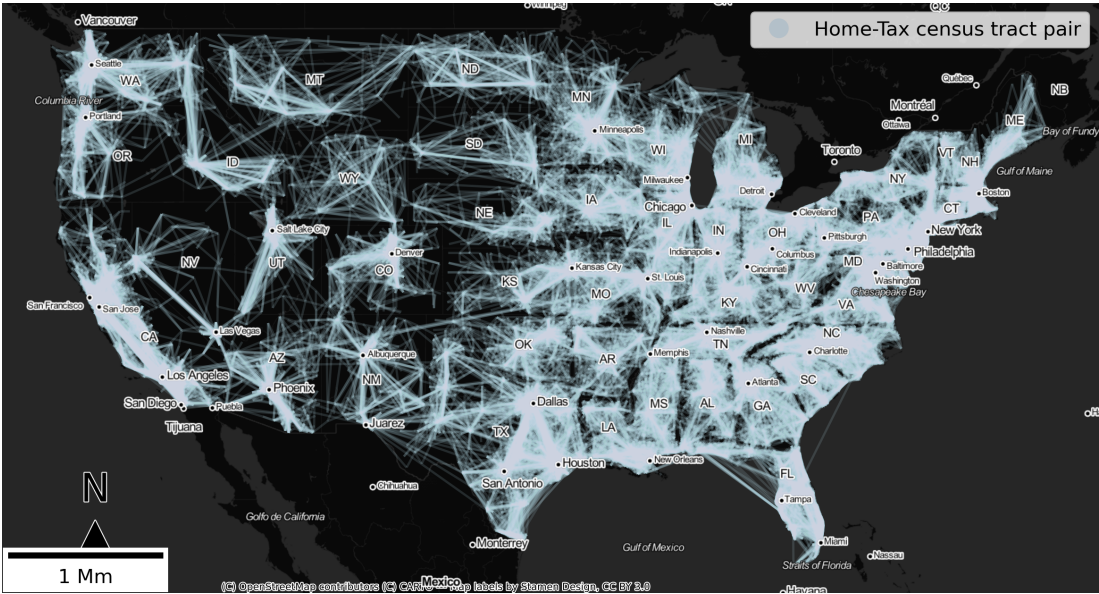 Winnipeg
Vancouver
Home-Tax census tract pair
Seattle
WA
MT
ND
MN
Québec
NB
Columbia River
Portland
Montréal
Ottawa
ME
Bay of Fundy
Minneapolis
OR
ID
WY
SD
WI
MI
Toronto
VT
NH
Gulf of Maine
Milwaukee
Detroit
NY
Boston
NE
IA
Chicago
Cleveland
CT
PA
New York
Salt Lake City
IL
IN
OH
Pittsburgh
Philadelphia
NV
UT
Denver
CO
Indianapolis
Columbus
MD
Baltimore
KS
Kansas City
St. Louis
Cincinnati
Washington
WV
Chesapeake Bay
San Francisco
San Jose
MO
KY
VA
CA
Las Vegas
Nashville
NC
AZ
Albuquerque
OK
AR
Memphis
TN
Charlotte
Los Angeles
NM
Atlanta
SC
Phoenix
San Diego
Puebla
Dallas
MS
AL
GA
Tijuana
Juarez
TX
LA
Houston
New Orleans
FL
San Antonio
N
Chihuahua
Tampa
Golfo de California
Monterrey
Gulf of Mexico
Miami
Nassau
Straits of Florida
1 Mm
Mexico
(C) OpenStreetMap contributors (C) CARTO Map labels by Stamen Design, CC BY 3.0
Havana